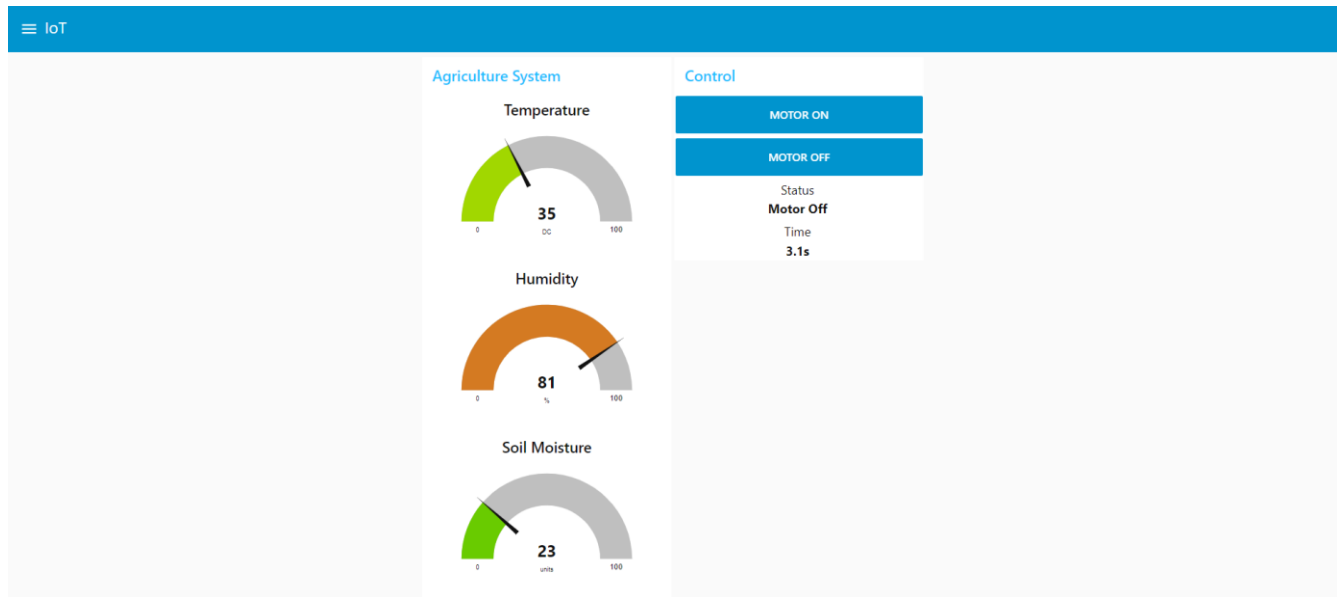 IoT
Agriculture System
Temperature
35
0
DC
100
Humidity
81
0
%
100
Soil Moisture
23
0
units
100
Control
MOTOR ON
MOTOR OFF
Status
Motor Off
Time
3.1s